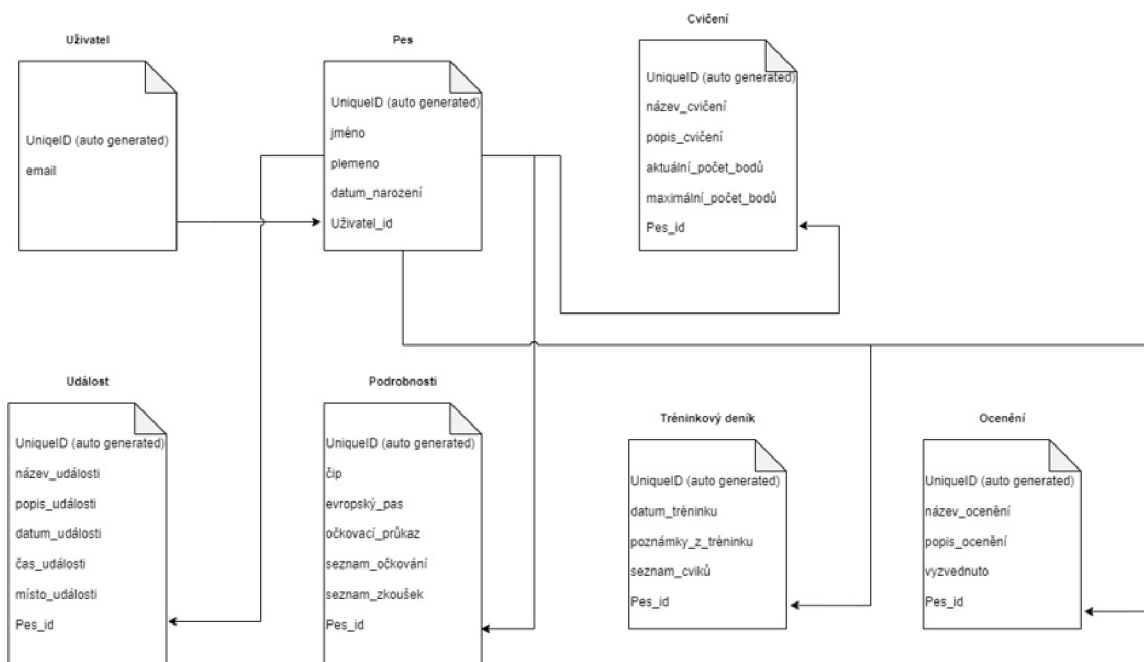 Uživatel
UniqeID (auto generated)
email
Pes
UniqueID (auto generated)
jméno
plemeno
datum_narození
Uživatel_id
Cvičení
UniqueID (auto generated)
název_cvičení
popis_cvičení
aktuální_počet_bodů
maximální_počet_bodů
Pes_id
Událost
UniqueID (auto generated)
název_události
popis_události
datum_události
čas_události
místo_události
Pes_id
Podrobnosti
UniqueID (auto generated)
čip
evropský_pas
očkovací_průkaz
seznam_očkování
seznam_zkoušek
Pes_id
Tréninkový deník
UniqueID (auto generated)
datum_tréninku
poznámky_z_tréninku
seznam_cviků
Pes_id
Ocenění
UniqueID (auto generated)
název_ocenění
popis_ocenění
vyzvednuto
Pes_id